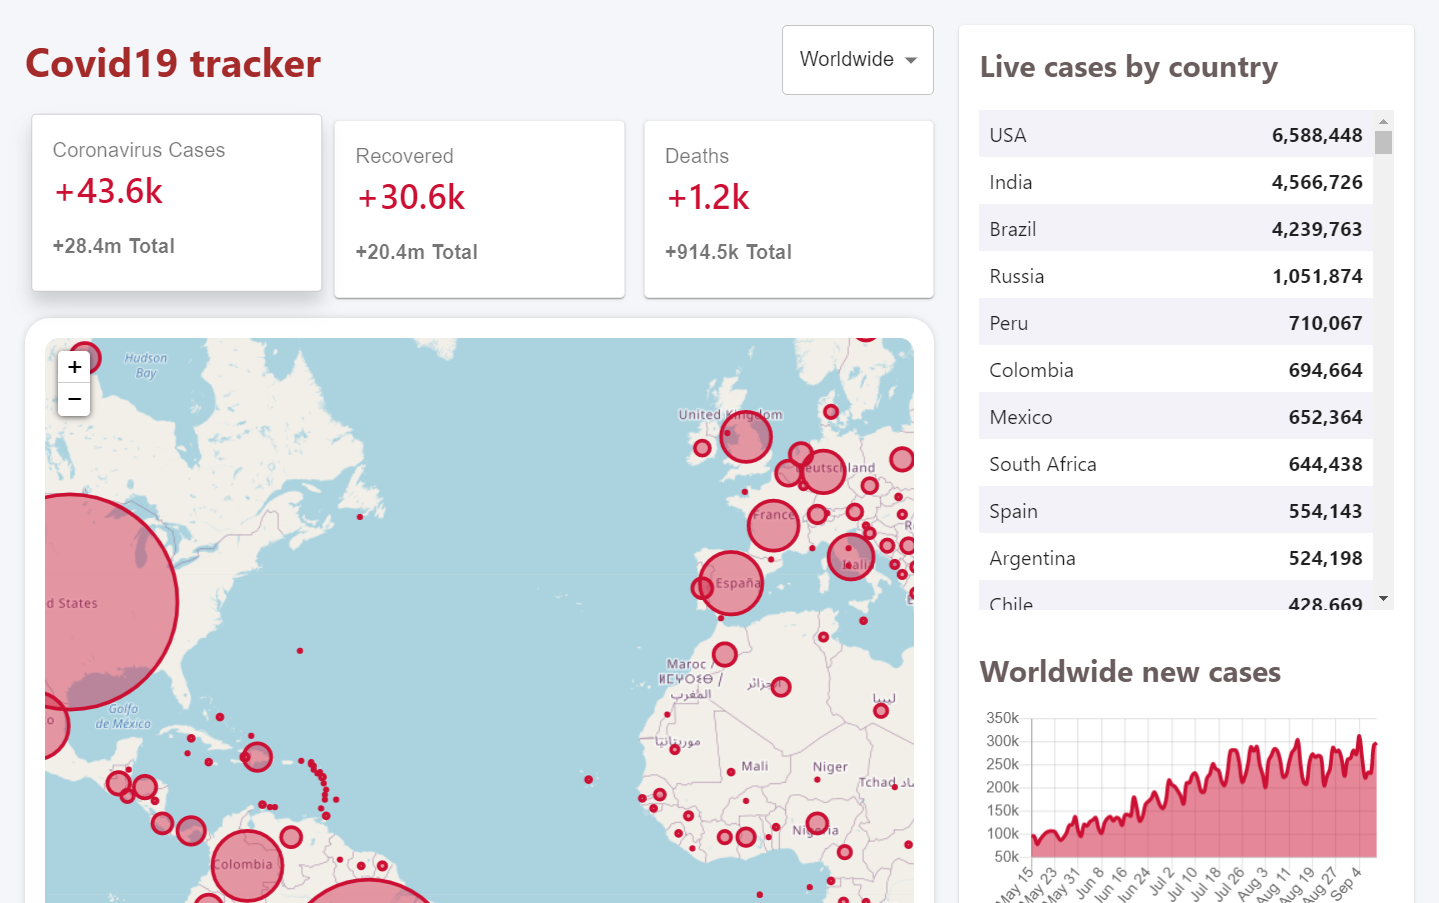 Covid19 tracker
Worldwide
Coronavirus Cases
+43.6k
+28.4m Total
Recovered
+30.6k
+20.4m Total
Deaths
+1.2k
+914.5k Total
+
−
Hudson
Bay
United Kingdom
Deutschland
France
España
Italia
d States
Golfo
de México
Maroc /
ⵍⵎⵖⵔⵉⴱ /
المغرب
الجزائر
ليبيا
موريتانيا
Mali
Niger
Tchad
Nigeria
Colombia
Live cases by country
USA 6,588,448
India 4,566,726
Brazil 4,239,763
Russia 1,051,874
Peru 710,067
Colombia 694,664
Mexico 652,364
South Africa 644,438
Spain 554,143
Argentina 524,198
Chile 428,669
Worldwide new cases
350k
300k
250k
200k
150k
100k
50k
May 15
May 23
May 31
Jun 8
Jun 16
Jun 24
Jul 2
Jul 10
Jul 18
Jul 26
Aug 3
Aug 11
Aug 19
Aug 27
Sep 4